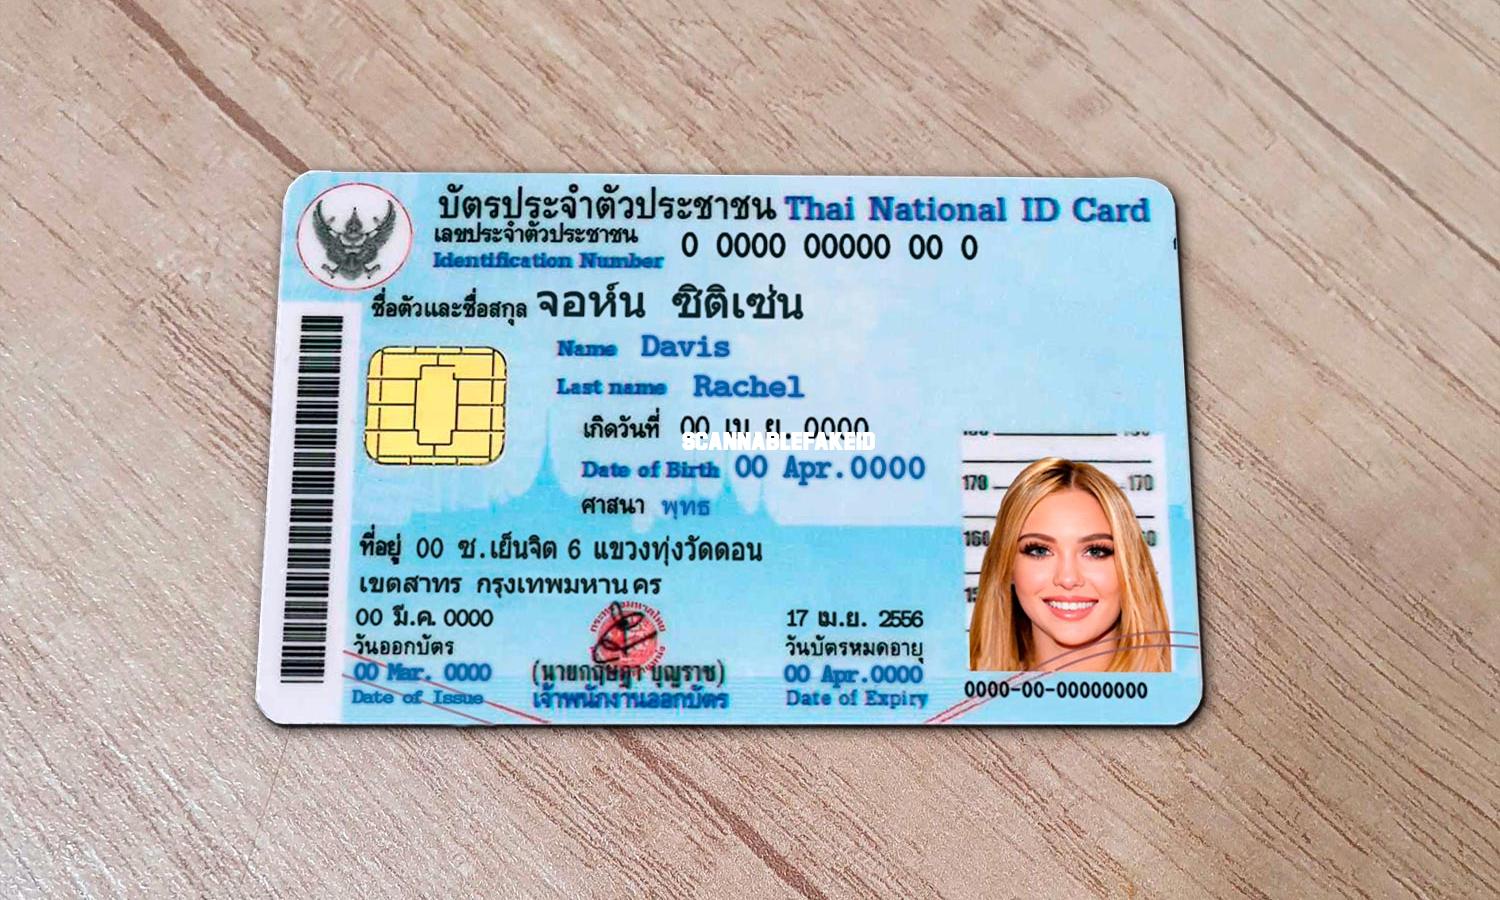 บัตรประจำตัวประชาชน Thai National ID Card
เลขประจำตัวประชาชน
Identification Number 0 0000 00000 00 0
ชื่อตัวและชื่อสกุล จอห์น ซิติเซ่น
Name Davis
Last name Rachel
เกิดวันที่ 00 เม.ย. 0000
SCANNABLEFAKEID
Date of Birth 00 Apr.0000
ศาสนา พุทธ
170 170
160
ที่อยู่ 00 ซ.เย็นจิต 6 แขวงทุ่งวัดดอน
เขตสาทร กรุงเทพมหานคร
00 มี.ค. 0000
วันออกบัตร
00 Mar. 0000
Date of Issue
(นายกฤษฎา บุญราช)
เจ้าพนักงานออกบัตร
17 เม.ย. 2556
วันบัตรหมดอายุ
00 Apr.0000
Date of Expiry
0000-00-00000000